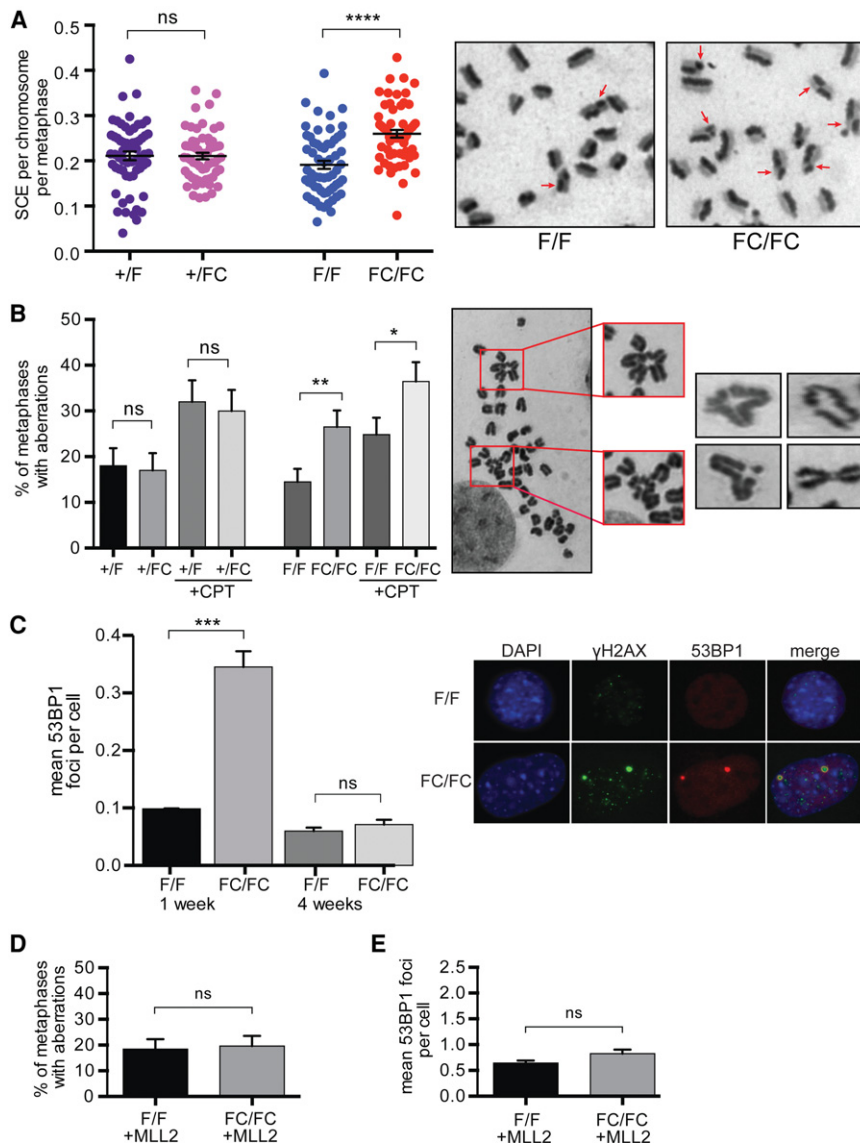 A
ns
****
SCE per chromosome
per metaphase
0.5
0.4
0.3
0.2
0.1
0.0
+/F
+/FC
F/F
FC/FC
F/F
FC/FC
B
% of metaphases
with aberrations
50
40
30
20
10
0
ns
ns
**
*
+/F
+/FC
+/F
+/FC
F/F
FC/FC
F/F
FC/FC
+CPT
+CPT
C
mean 53BP1
foci per cell
0.4
0.3
0.2
0.1
0.0
***
ns
F/F
FC/FC
F/F
FC/FC
1 week
4 weeks
DAPI
γH2AX
53BP1
merge
F/F
FC/FC
D
% of metaphases
with aberrations
50
40
30
20
10
0
ns
F/F
+MLL2
FC/FC
+MLL2
E
mean 53BP1 foci
per cell
2.5
2.0
1.5
1.0
0.5
0.0
ns
F/F
+MLL2
FC/FC
+MLL2